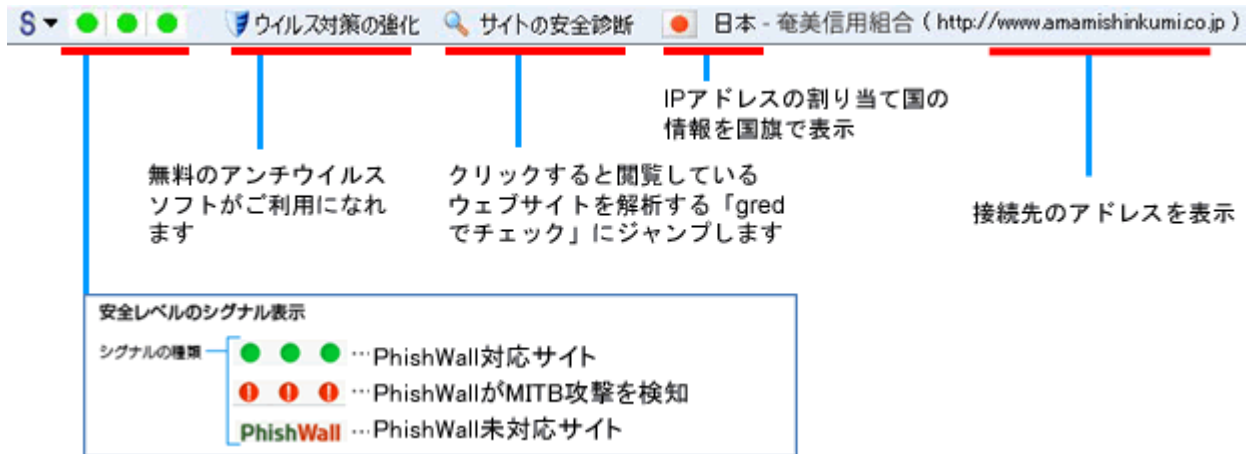 S ウイルス対策の強化 サイトの安全診断 日本 - 奄美信用組合 ( http://www.amamishinkumi.co.jp )
IPアドレスの割り当て国の
情報を国旗で表示
無料のアンチウイルス
ソフトがご利用になれ
ます
クリックすると閲覧している
ウェブサイトを解析する「gred
でチェック」にジャンプします
接続先のアドレスを表示
安全レベルのシグナル表示
シグナルの種類
…PhishWall対応サイト
…PhishWallがMITB攻撃を検知
PhishWall …PhishWall未対応サイト